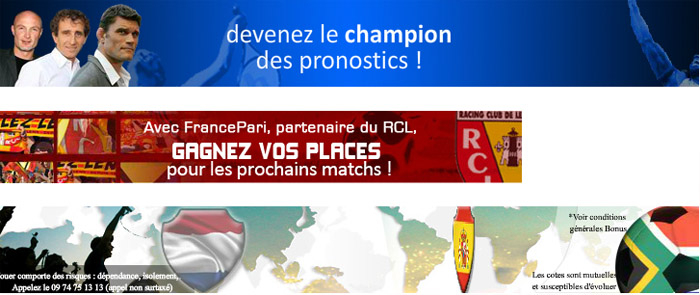 devenez le champion
des pronostics !
Avec FrancePari, partenaire du RCL,
GAGNEZ VOS PLACES
pour les prochains matchs !
RACING CLUB DE LE
RCL
*Voir conditions
générales Bonus
ouer comporte des risques : dépendance, isolement,
Appelez le 09 74 75 13 13 (appel non surtaxé)
Les cotes sont mutuelles
et susceptibles d'évoluer